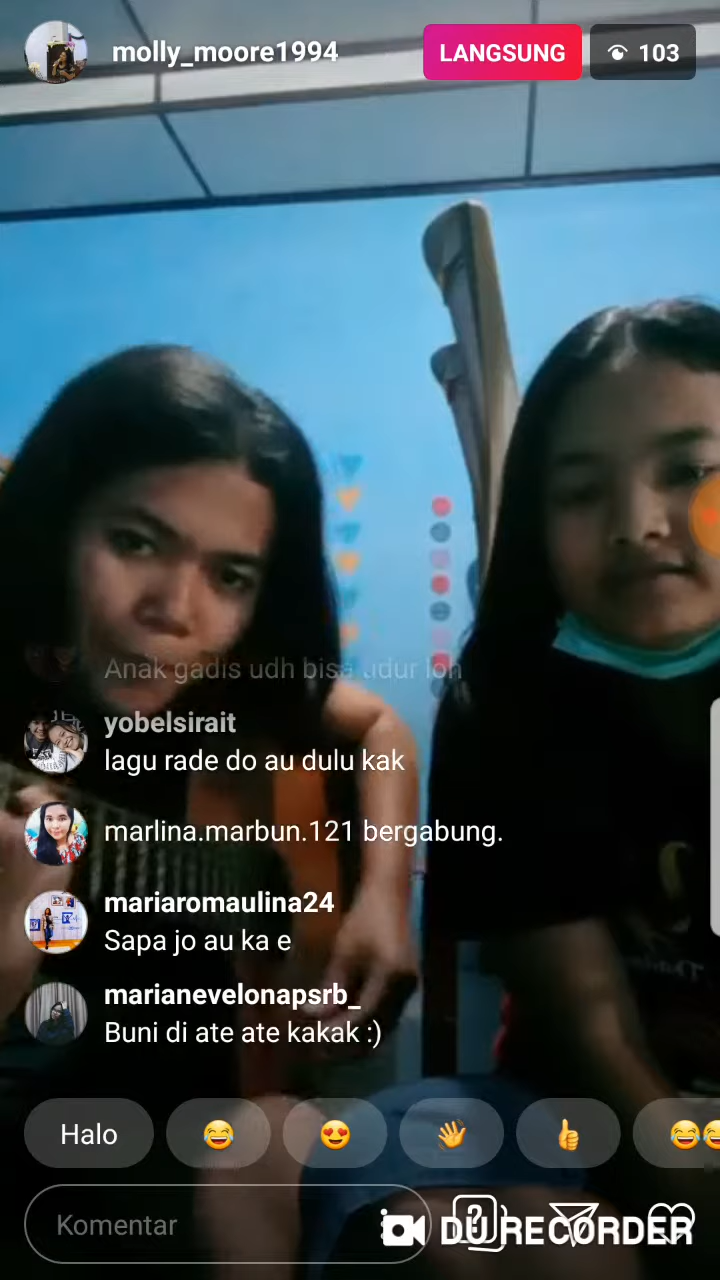 molly_moore1994
LANGSUNG
103
Anak gadis udh bisa tidur loh
yobelsirait
lagu rade do au dulu kak
marlina.marbun.121 bergabung.
mariaromaulina24
Sapa jo au ka e
marianevelonapsrb_
Buni di ate ate kakak :)
Halo
Komentar
DU RECORDER